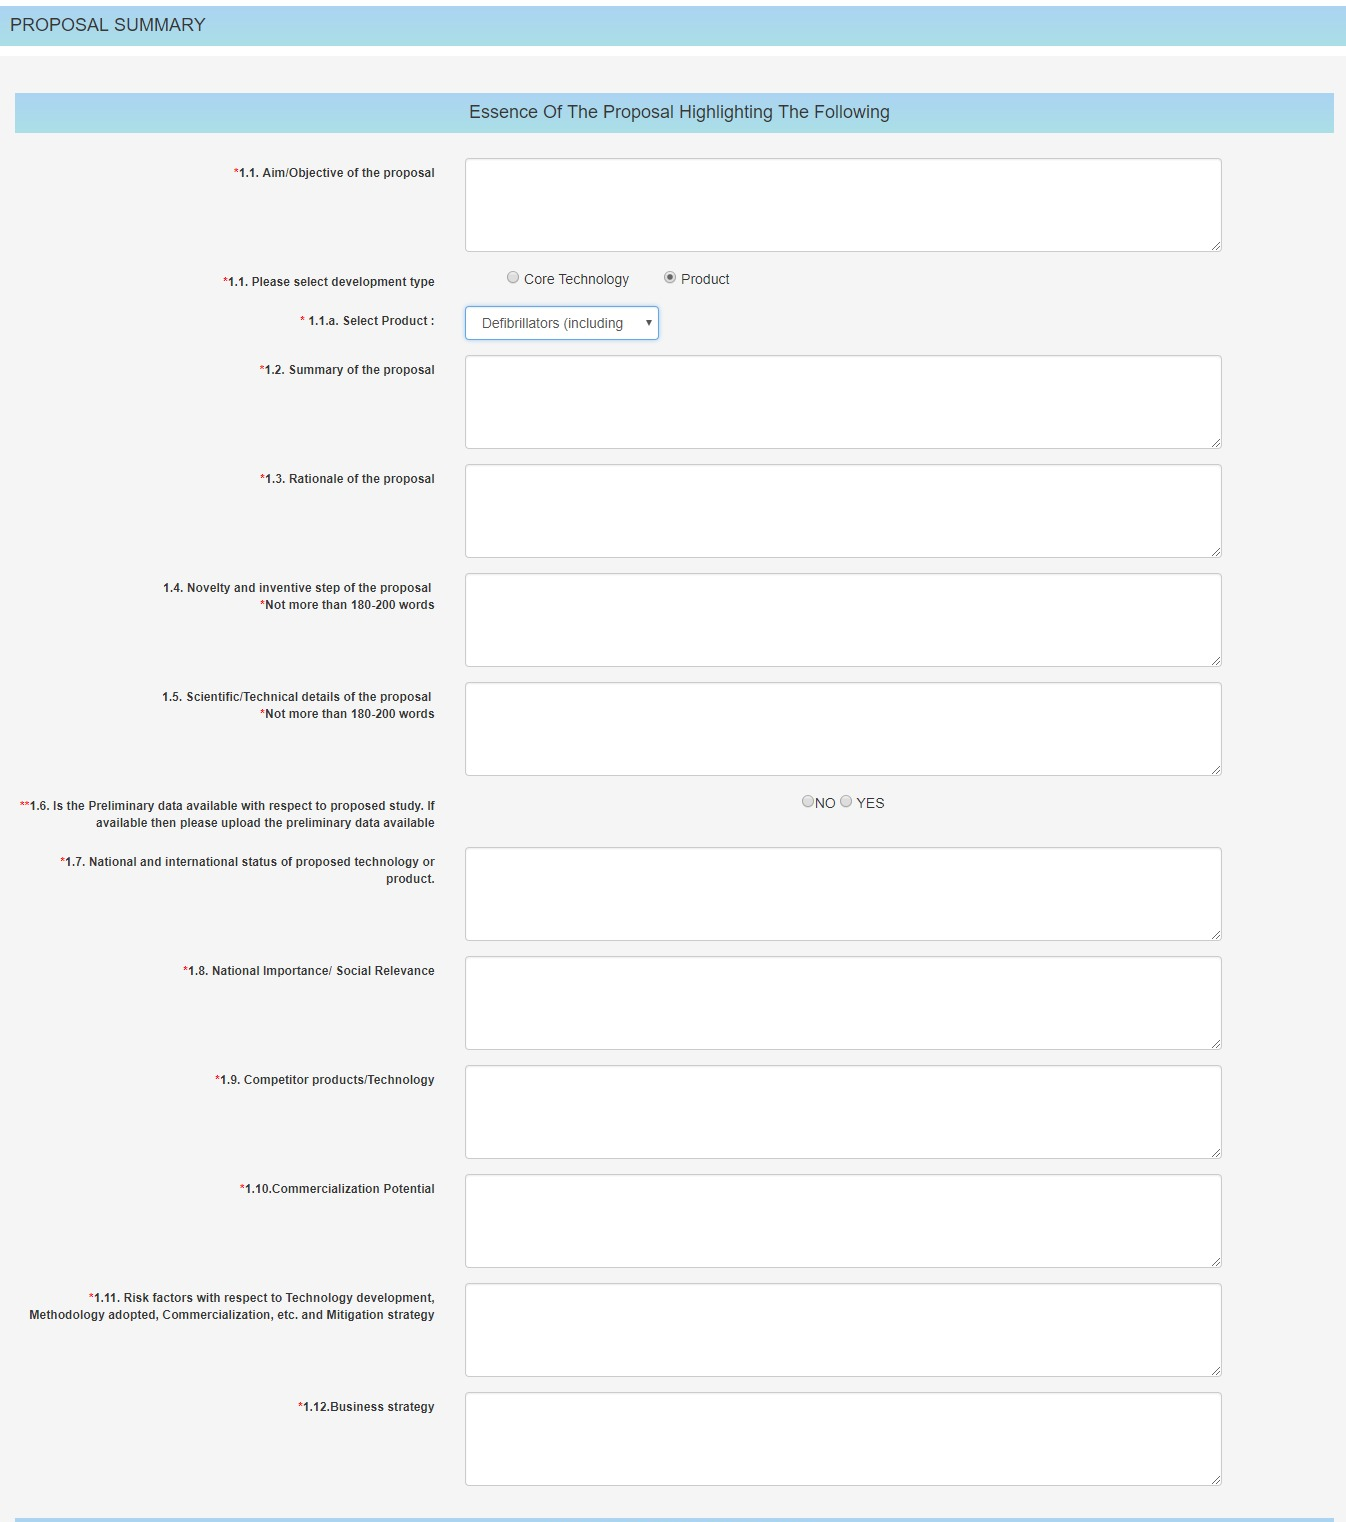 PROPOSAL SUMMARY
Essence Of The Proposal Highlighting The Following
*1.1. Aim/Objective of the proposal
*1.1. Please select development type
Core Technology Product
* 1.1.a. Select Product :
Defibrillators (including
*1.2. Summary of the proposal
*1.3. Rationale of the proposal
1.4. Novelty and inventive step of the proposal
*Not more than 180-200 words
1.5. Scientific/Technical details of the proposal
*Not more than 180-200 words
**1.6. Is the Preliminary data available with respect to proposed study. If
available then please upload the preliminary data available
NO YES
*1.7. National and international status of proposed technology or
product.
*1.8. National Importance/ Social Relevance
*1.9. Competitor products/Technology
*1.10.Commercialization Potential
*1.11. Risk factors with respect to Technology development,
Methodology adopted, Commercialization, etc. and Mitigation strategy
*1.12.Business strategy